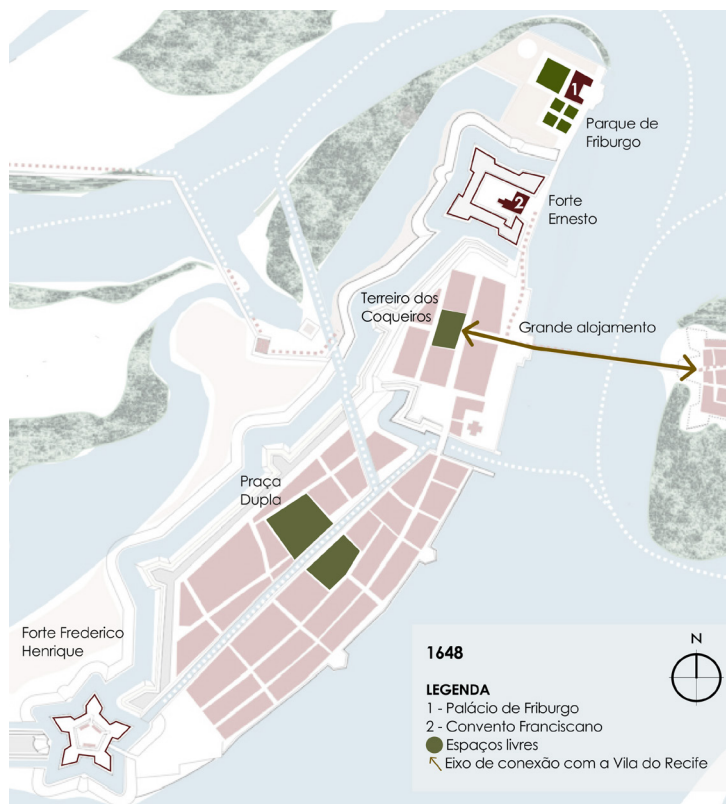 1
Parque de
Friburgo
2
Forte
Ernesto
Terreiro dos
Coqueiros
Grande alojamento
Praça
Dupla
Forte Frederico
Henrique
N
1648
LEGENDA
1 - Palácio de Friburgo
2 - Convento Franciscano
Espaços livres
Eixo de conexão com a Vila do Recife